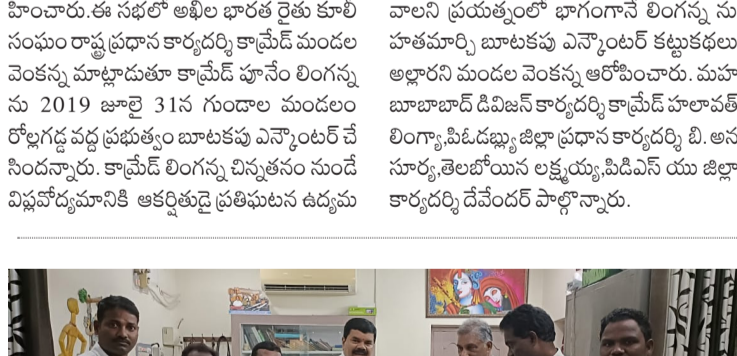 హించారు.ఈ సభలో అఖిల భారత రైతు కూలీ
సంఘం రాష్ట్ర ప్రధాన కార్యదర్శి కామ్రేడ్ మండల
వెంకన్న మాట్లాడుతూ కామ్రేడ్ పూనేం లింగన్న
ను 2019 జూలై 31న గుండాల మండలం
రోల్లగడ్డ వద్ద ప్రభుత్వం బూటకపు ఎన్కౌంటర్ చే
సిందన్నారు. కామ్రేడ్ లింగన్న చిన్నతనం నుండే
విప్లవోద్యమానికి ఆకర్షితుడై ప్రతిఘటన ఉద్యమ
వాలని ప్రయత్నంలో భాగంగానే లింగన్న ను
హతమార్చి బూటకపు ఎన్కౌంటర్ కట్టుకథలు
అల్లారని మండల వెంకన్న ఆరోపించారు. మహ
బూబాబాద్ డివిజన్ కార్యదర్శి కామ్రేడ్ హలావత్
లింగ్యా,పిఓడబ్ల్యు జిల్లా ప్రధాన కార్యదర్శి బి. అన
సూర్య,తెలబోయిన లక్ష్మయ్య,పిడిఎస్ యు జిల్లా
కార్యదర్శి దేవేందర్ పాల్గొన్నారు.